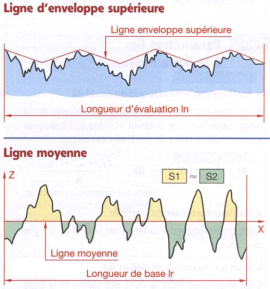 Ligne d'enveloppe supérieure
Ligne enveloppe supérieure
Longueur d'évaluation ln
Ligne moyenne
Z
S1 ≈ S2
X
Ligne moyenne
Longueur de base lr